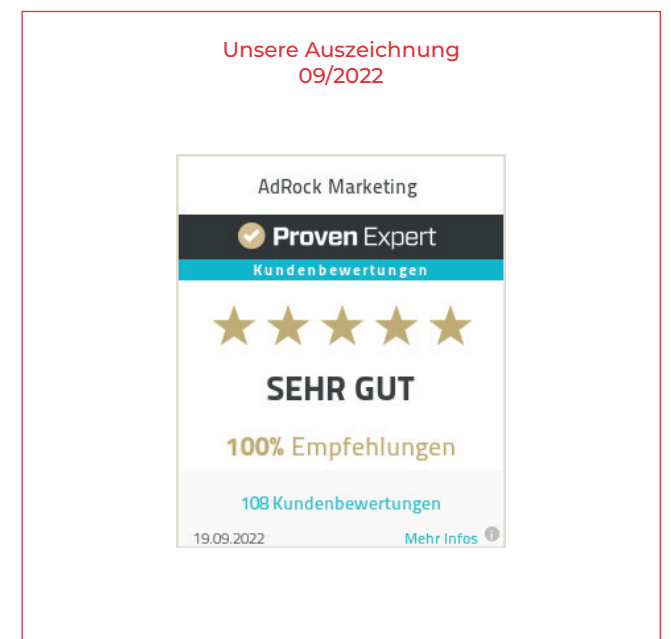 Unsere Auszeichnung
09/2022
AdRock Marketing
Proven Expert
Kundenbewertungen
SEHR GUT
100% Empfehlungen
108 Kundenbewertungen
19.09.2022 Mehr Infos i